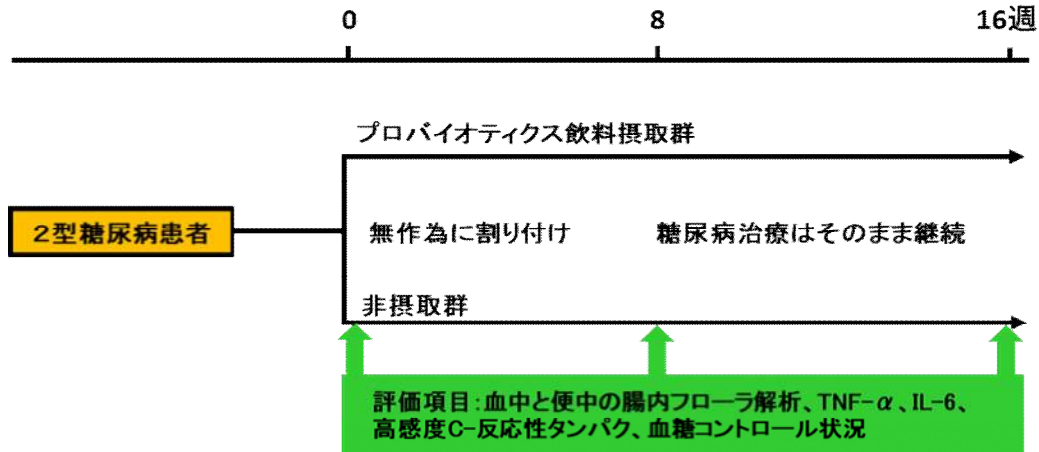 0 8 16週
プロバイオティクス飲料摂取群
2型糖尿病患者
無作為に割り付け 糖尿病治療はそのまま継続
非摂取群
評価項目:血中と便中の腸内フローラ解析、TNF-α、IL-6、
高感度C-反応性タンパク、血糖コントロール状況